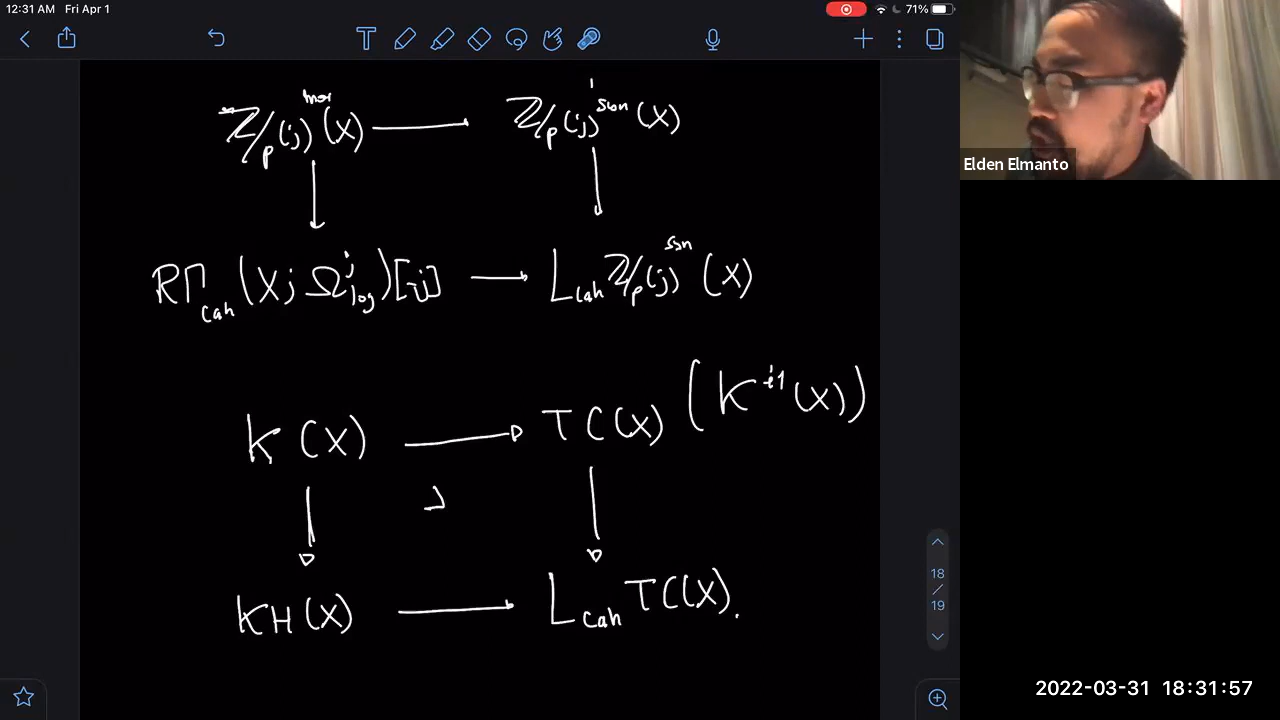 12:31 AM Fri Apr 1
71%
ℤ/p(j)^mot(X) → ℤ/p(j)^syn(X)
RΓ_cdh(X; Ω^j_log)[-j] → L_cdh ℤ/p(j)^syn(X)
K(X) → TC(X) (K^ét(X))
KH(X) → L_cdh TC(X).
Elden Elmanto
18
/
19
2022-03-31 18:31:57